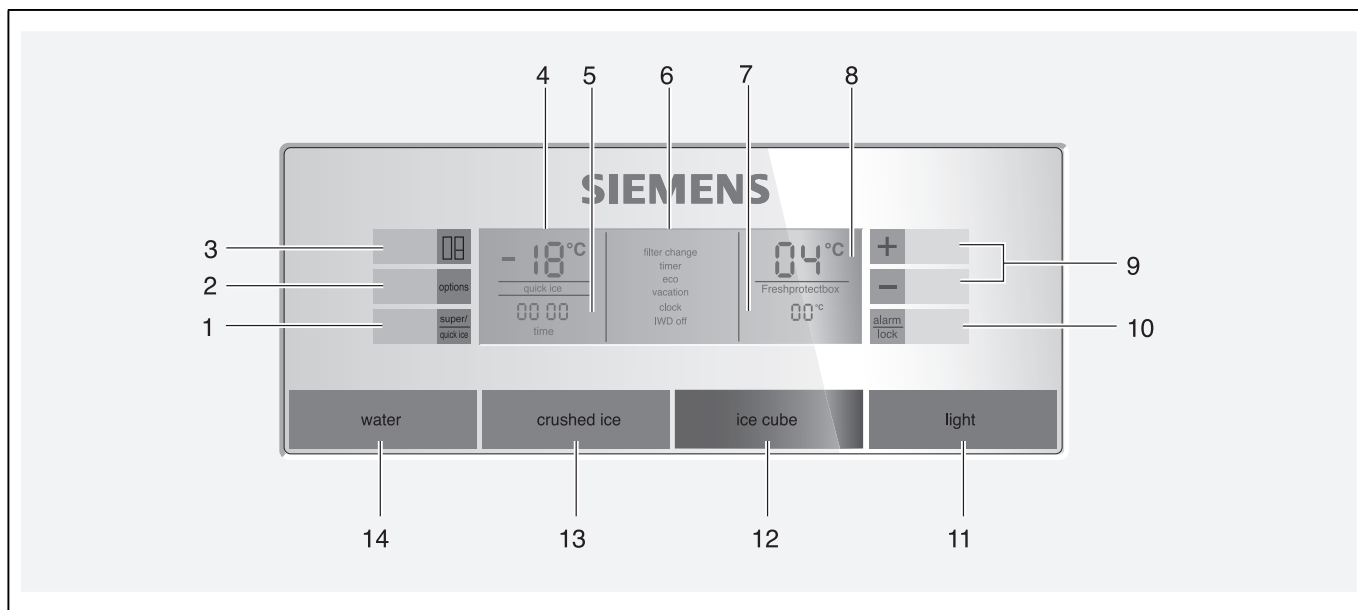 4 5 6 7 8
SIEMENS
3
2 options
1 super/
quick ice
- 18 °C
quick ice
00 00
time
filter change
timer
eco
vacation
clock
IWD off
04 °C
Freshprotectbox
00 °C
+
−
9
alarm
lock
10
water crushed ice ice cube light
14 13 12 11